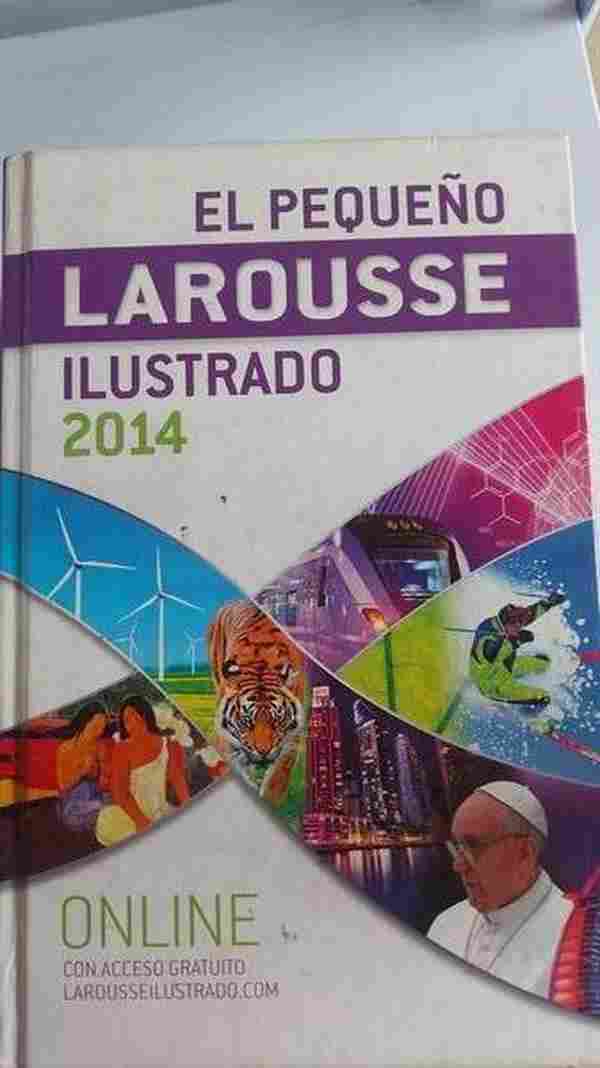 EL PEQUEÑO
LAROUSSE
ILUSTRADO
2014
ONLINE
CON ACCESO GRATUITO
LAROUSSEILUSTRADO.COM